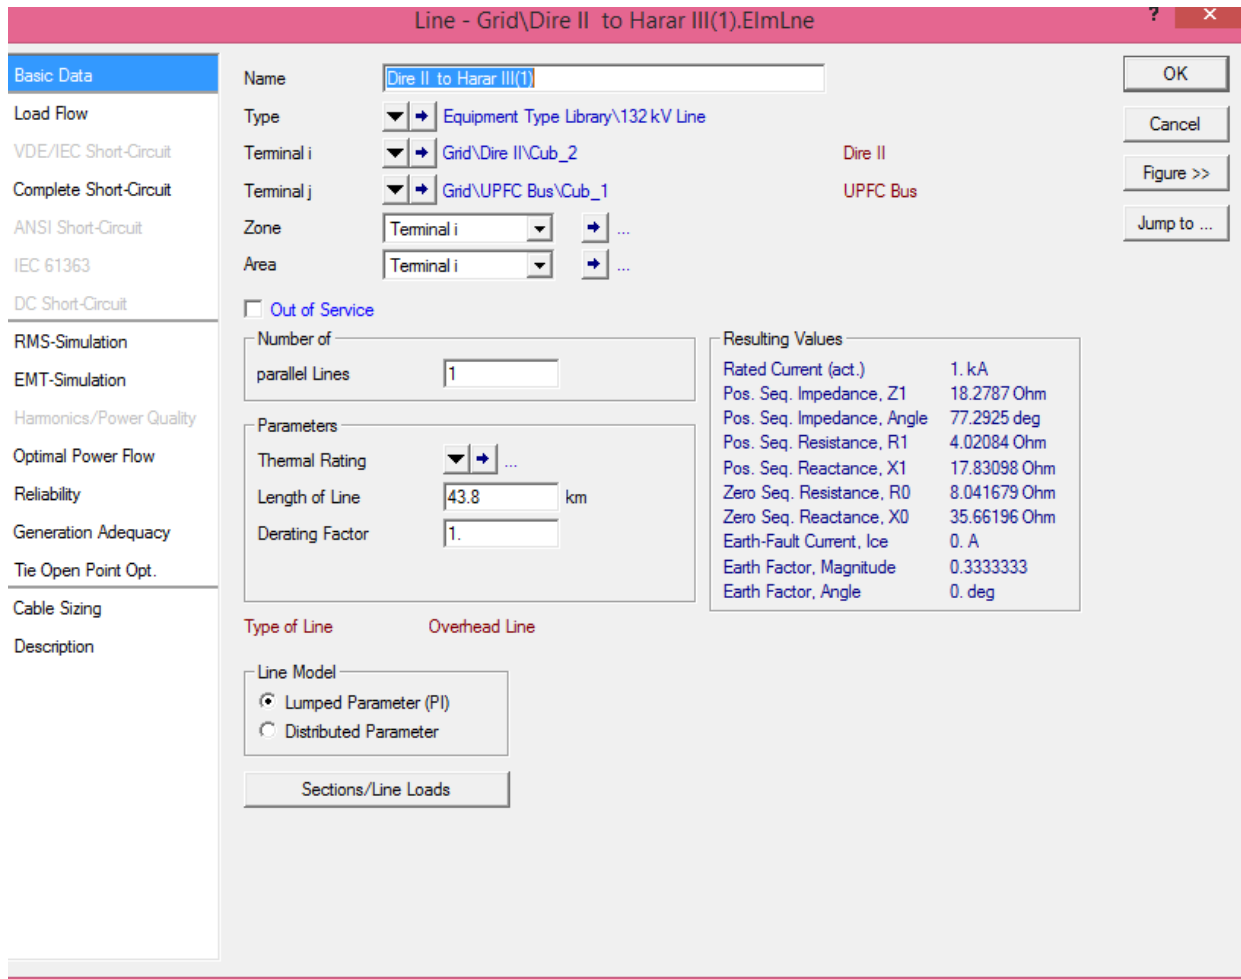 Line - Grid\Dire II  to Harar III(1).ElmLne
?
×
Basic Data
Load Flow
VDE/IEC Short-Circuit
Complete Short-Circuit
ANSI Short-Circuit
IEC 61363
DC Short-Circuit
RMS-Simulation
EMT-Simulation
Harmonics/Power Quality
Optimal Power Flow
Reliability
Generation Adequacy
Tie Open Point Opt.
Cable Sizing
Description
Name Dire II  to Harar III(1)
Type Equipment Type Library\132 kV Line
Terminal i Grid\Dire II\Cub_2 Dire II
Terminal j Grid\UPFC Bus\Cub_1 UPFC Bus
Zone Terminal i ...
Area Terminal i ...
Out of Service
Number of
parallel Lines 1
Parameters
Thermal Rating ...
Length of Line 43.8 km
Derating Factor 1.
Resulting Values
Rated Current (act.) 1. kA
Pos. Seq. Impedance, Z1 18.2787 Ohm
Pos. Seq. Impedance, Angle 77.2925 deg
Pos. Seq. Resistance, R1 4.02084 Ohm
Pos. Seq. Reactance, X1 17.83098 Ohm
Zero Seq. Resistance, R0 8.041679 Ohm
Zero Seq. Reactance, X0 35.66196 Ohm
Earth-Fault Current, Ice 0. A
Earth Factor, Magnitude 0.3333333
Earth Factor, Angle 0. deg
Type of Line Overhead Line
Line Model
Lumped Parameter (PI)
Distributed Parameter
Sections/Line Loads
OK
Cancel
Figure >>
Jump to ...